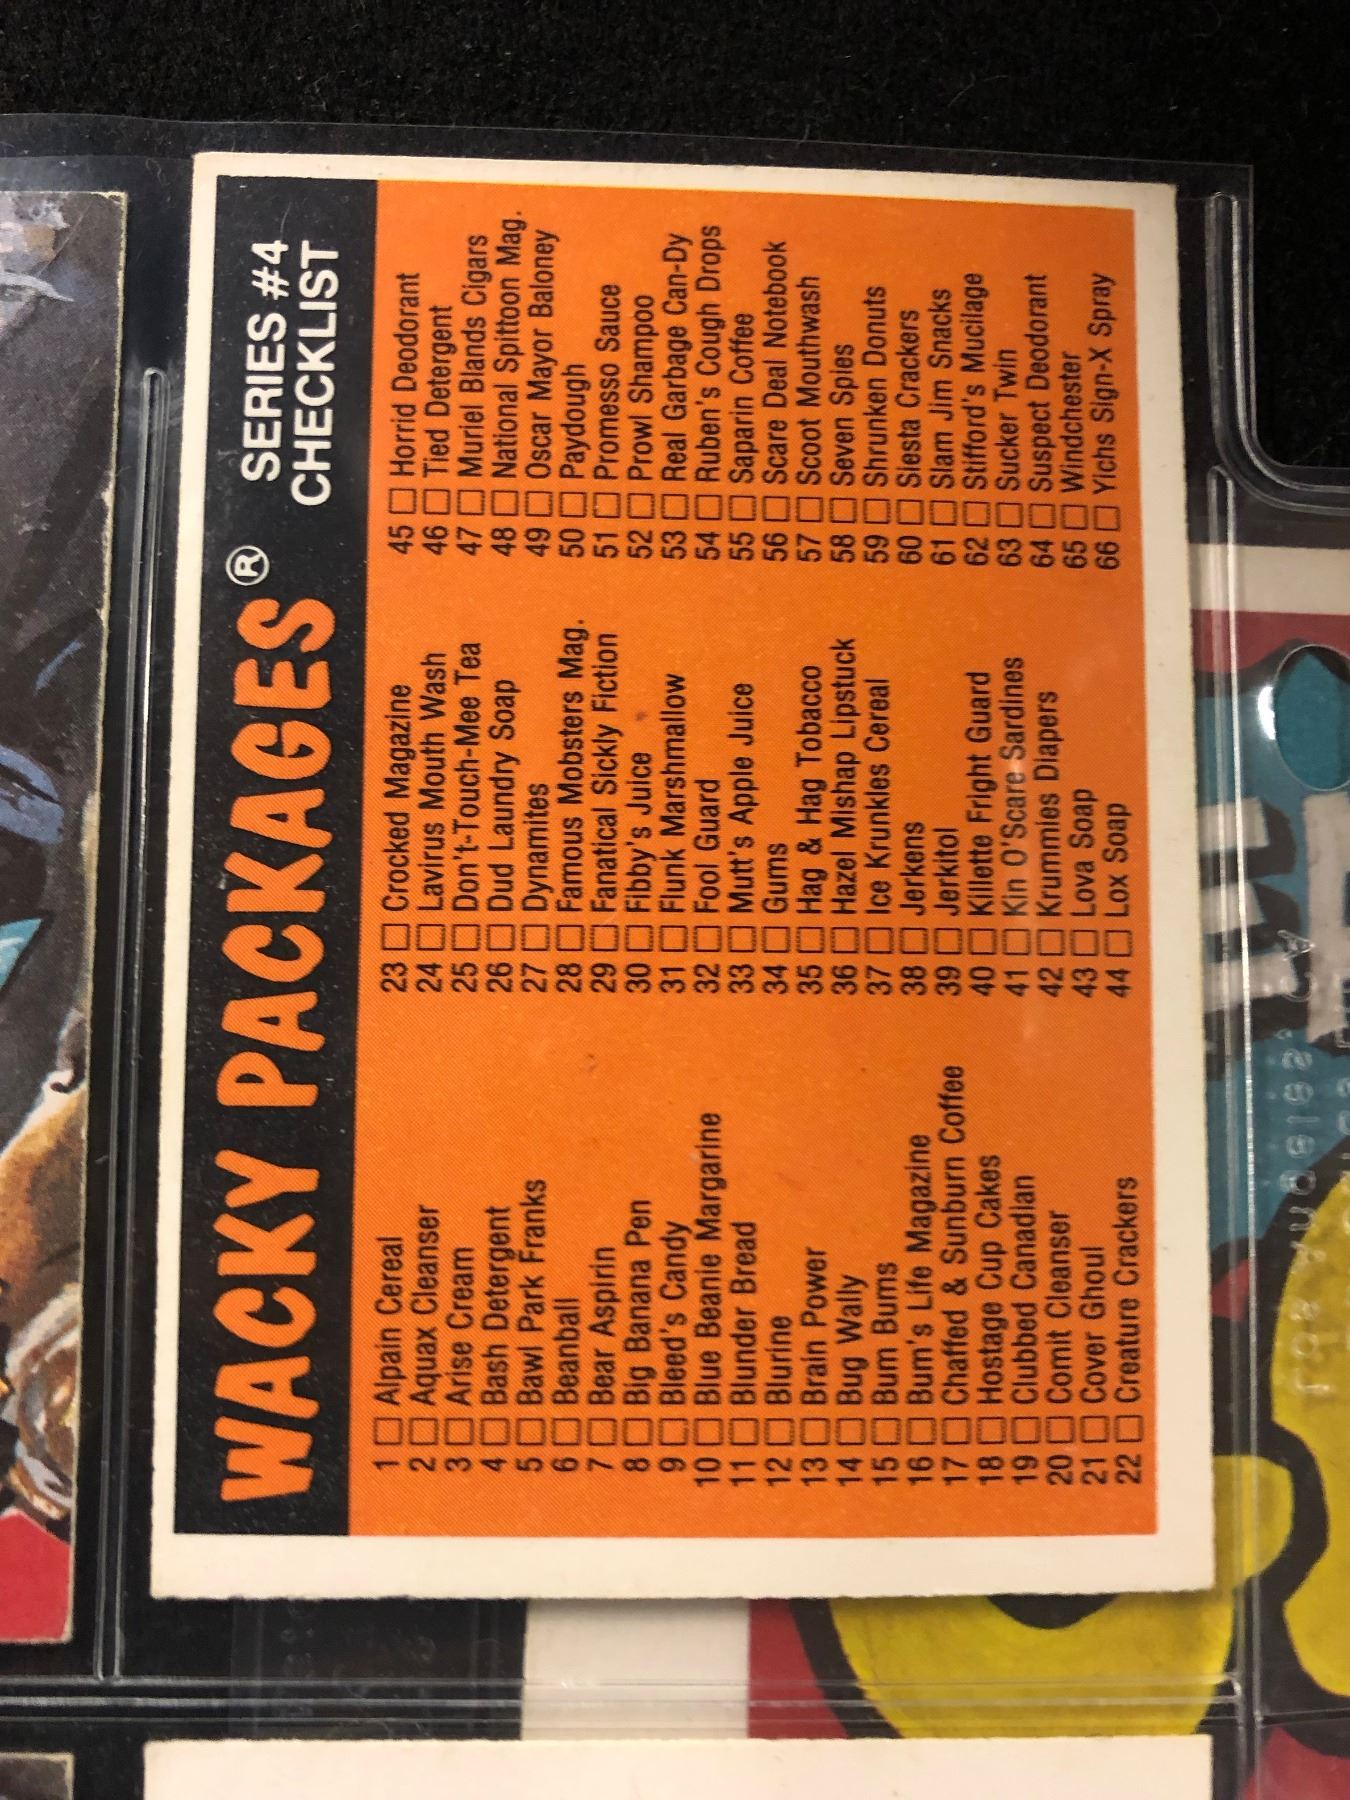 WACKY PACKAGES®
SERIES #4
CHECKLIST
1 □ Alpain Cereal
2 □ Aquax Cleanser
3 □ Arise Cream
4 □ Bash Detergent
5 □ Bawl Park Franks
6 □ Beanball
7 □ Bear Aspirin
8 □ Big Banana Pen
9 □ Bleed's Candy
10 □ Blue Beanie Margarine
11 □ Blunder Bread
12 □ Blurine
13 □ Brain Power
14 □ Bug Wally
15 □ Bum Bums
16 □ Bum's Life Magazine
17 □ Chaffed & Sunburn Coffee
18 □ Hostage Cup Cakes
19 □ Clubbed Canadian
20 □ Comit Cleanser
21 □ Cover Ghoul
22 □ Creature Crackers
23 □ Crocked Magazine
24 □ Lavirus Mouth Wash
25 □ Don't-Touch-Mee Tea
26 □ Dud Laundry Soap
27 □ Dynamites
28 □ Famous Mobsters Mag.
29 □ Fanatical Sickly Fiction
30 □ Fibby's Juice
31 □ Flunk Marshmallow
32 □ Fool Guard
33 □ Mutt's Apple Juice
34 □ Gums
35 □ Hag & Hag Tobacco
36 □ Hazel Mishap Lipstuck
37 □ Ice Krunkles Cereal
38 □ Jerkens
39 □ Jerkitol
40 □ Killette Fright Guard
41 □ Kin O'Scare Sardines
42 □ Krummies Diapers
43 □ Lova Soap
44 □ Lox Soap
45 □ Horrid Deodorant
46 □ Tied Detergent
47 □ Muriel Blands Cigars
48 □ National Spittoon Mag.
49 □ Oscar Mayor Baloney
50 □ Paydough
51 □ Promesso Sauce
52 □ Prowl Shampoo
53 □ Real Garbage Can-Dy
54 □ Ruben's Cough Drops
55 □ Saparin Coffee
56 □ Scare Deal Notebook
57 □ Scoot Mouthwash
58 □ Seven Spies
59 □ Shrunken Donuts
60 □ Siesta Crackers
61 □ Slam Jim Snacks
62 □ Stifford's Mucilage
63 □ Sucker Twin
64 □ Suspect Deodorant
65 □ Windchester
66 □ Yichs Sign-X Spray